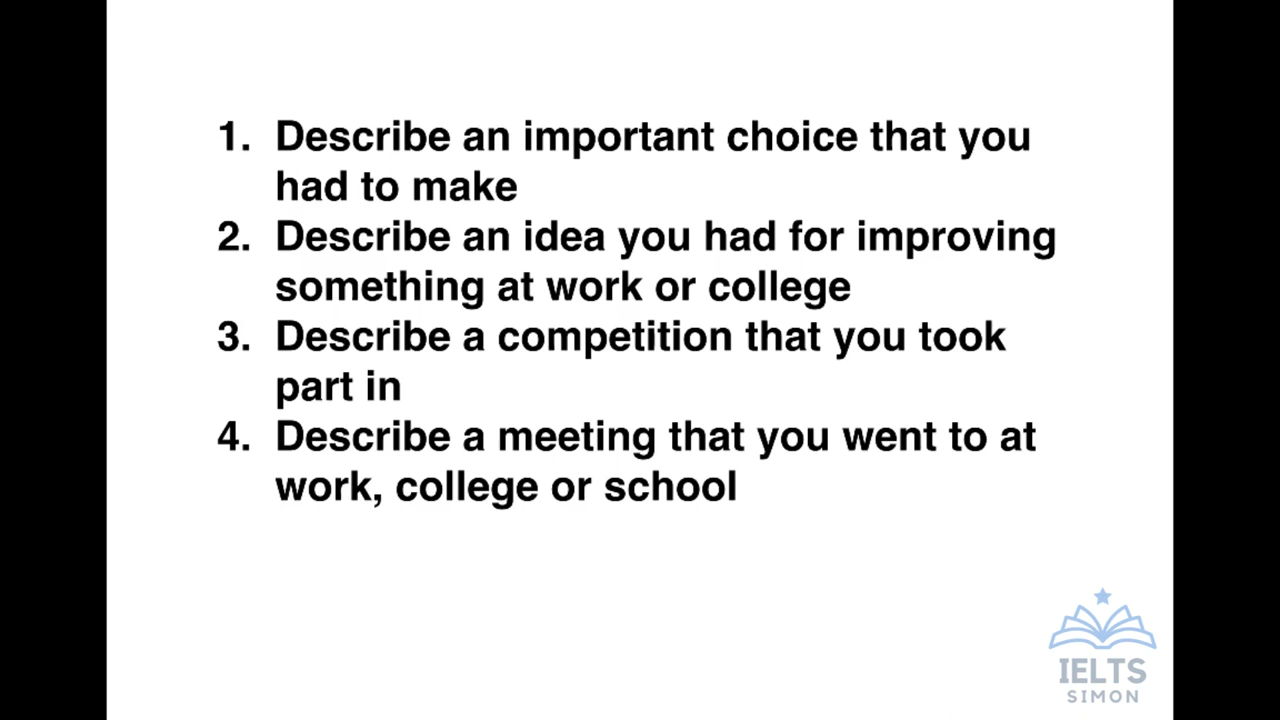 1. Describe an important choice that you
had to make
2. Describe an idea you had for improving
something at work or college
3. Describe a competition that you took
part in
4. Describe a meeting that you went to at
work, college or school
IELTS
SIMON